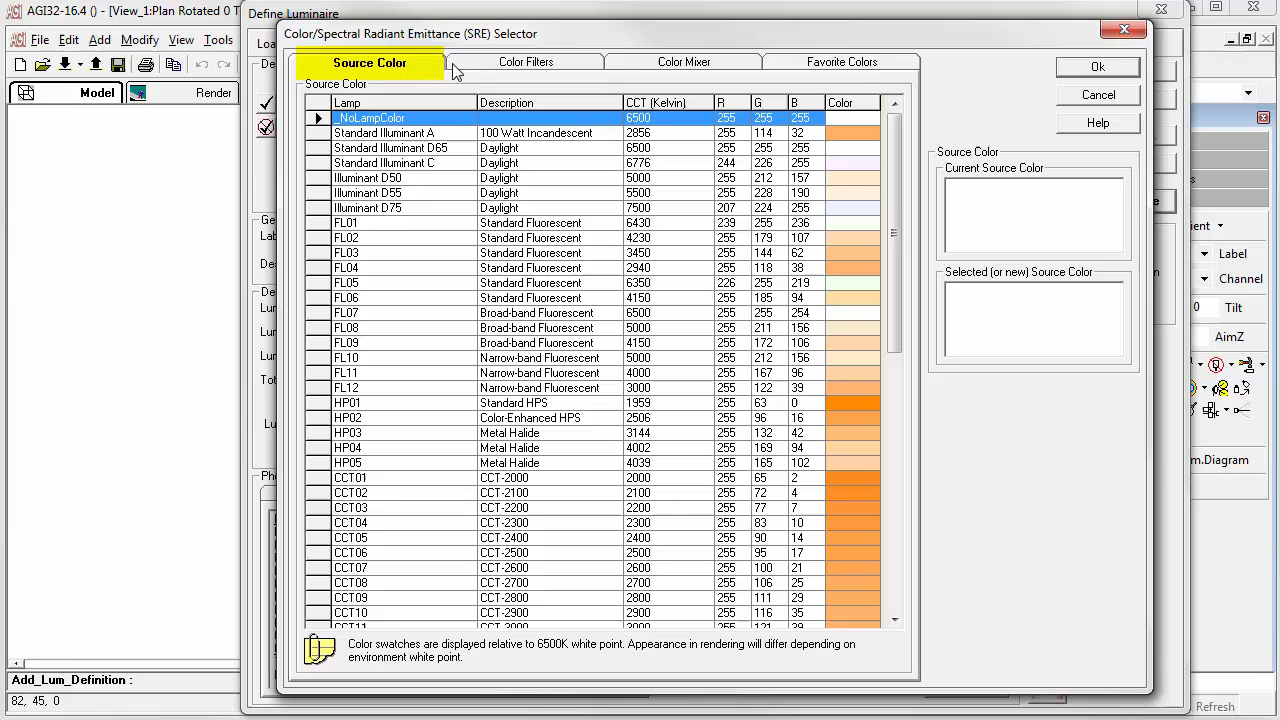 AGI32-16.4 () - [View_1:Plan Rotated 0 T
Define Luminaire
Color/Spectral Radiant Emittance (SRE) Selector
File Edit Add Modify View Tools
Model Render
Source Color Color Filters Color Mixer Favorite Colors
Ok
Cancel
Help
Source Color
Lamp Description CCT (Kelvin) R G B Color
_NoLampColor 6500 255 255 255
Standard Illuminant A 100 Watt Incandescent 2856 255 114 32
Standard Illuminant D65 Daylight 6500 255 255 255
Standard Illuminant C Daylight 6776 244 226 255
Illuminant D50 Daylight 5000 255 212 157
Illuminant D55 Daylight 5500 255 228 190
Illuminant D75 Daylight 7500 207 224 255
FL01 Standard Fluorescent 6430 239 255 236
FL02 Standard Fluorescent 4230 255 179 107
FL03 Standard Fluorescent 3450 255 144 62
FL04 Standard Fluorescent 2940 255 118 38
FL05 Standard Fluorescent 6350 226 255 219
FL06 Standard Fluorescent 4150 255 185 94
FL07 Broad-band Fluorescent 6500 255 255 254
FL08 Broad-band Fluorescent 5000 255 211 156
FL09 Broad-band Fluorescent 4150 255 172 106
FL10 Narrow-band Fluorescent 5000 255 212 156
FL11 Narrow-band Fluorescent 4000 255 167 96
FL12 Narrow-band Fluorescent 3000 255 122 39
HP01 Standard HPS 1959 255 63 0
HP02 Color-Enhanced HPS 2506 255 96 16
HP03 Metal Halide 3144 255 132 42
HP04 Metal Halide 4002 255 169 94
HP05 Metal Halide 4039 255 165 102
CCT01 CCT-2000 2000 255 65 2
CCT02 CCT-2100 2100 255 72 4
CCT03 CCT-2200 2200 255 77 7
CCT04 CCT-2300 2300 255 83 10
CCT05 CCT-2400 2400 255 90 14
CCT06 CCT-2500 2500 255 95 17
CCT07 CCT-2600 2600 255 100 21
CCT08 CCT-2700 2700 255 106 25
CCT09 CCT-2800 2800 255 111 29
CCT10 CCT-2900 2900 255 116 35
CCT11 CCT-3000 3000 255 121 39
Color swatches are displayed relative to 6500K white point. Appearance in rendering will differ depending on
environment white point.
Source Color
Current Source Color
Selected (or new) Source Color
Label
Channel
0 Tilt
AimZ
m.Diagram
Add_Lum_Definition :
82, 45, 0
Refresh